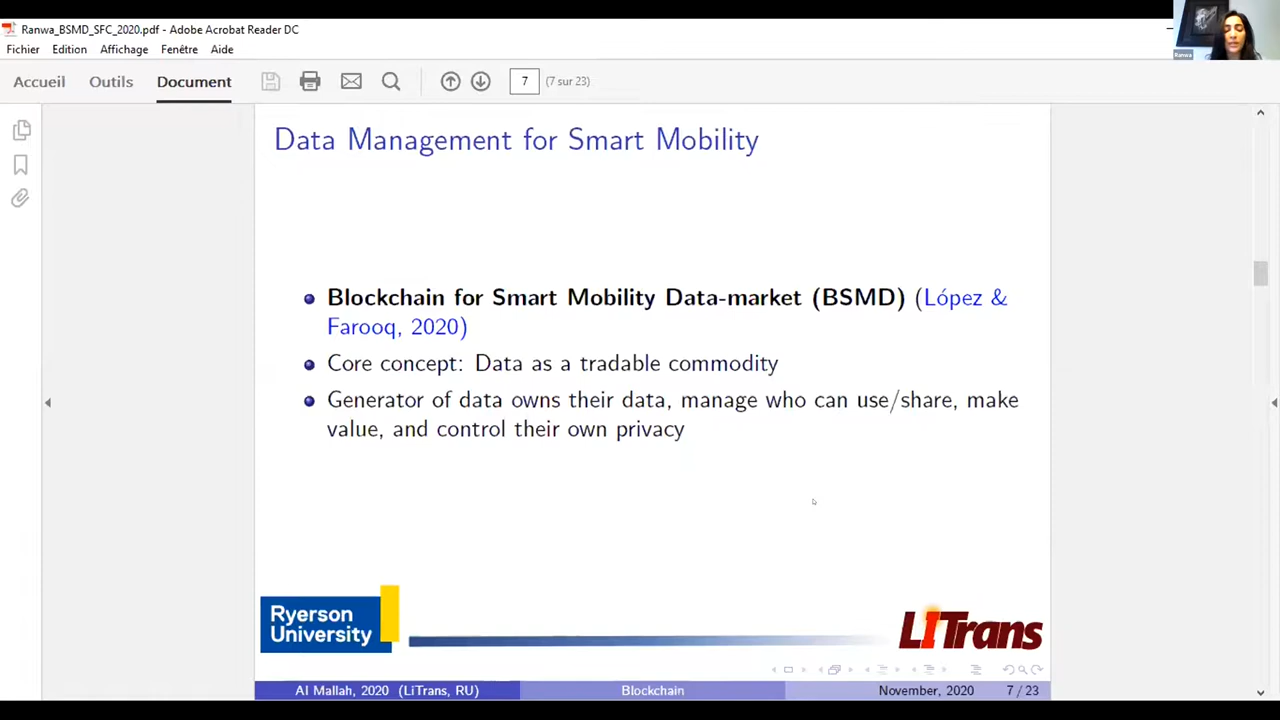 Ranwa_BSMD_SFC_2020.pdf - Adobe Acrobat Reader DC
Fichier Edition Affichage Fenêtre Aide
Accueil Outils Document 7 (7 sur 23)
Ranwa
Data Management for Smart Mobility
Blockchain for Smart Mobility Data-market (BSMD) (López &
Farooq, 2020)
Core concept: Data as a tradable commodity
Generator of data owns their data, manage who can use/share, make
value, and control their own privacy
Ryerson
University
LiTrans
Al Mallah, 2020 (LiTrans, RU) Blockchain November, 2020 7 / 23